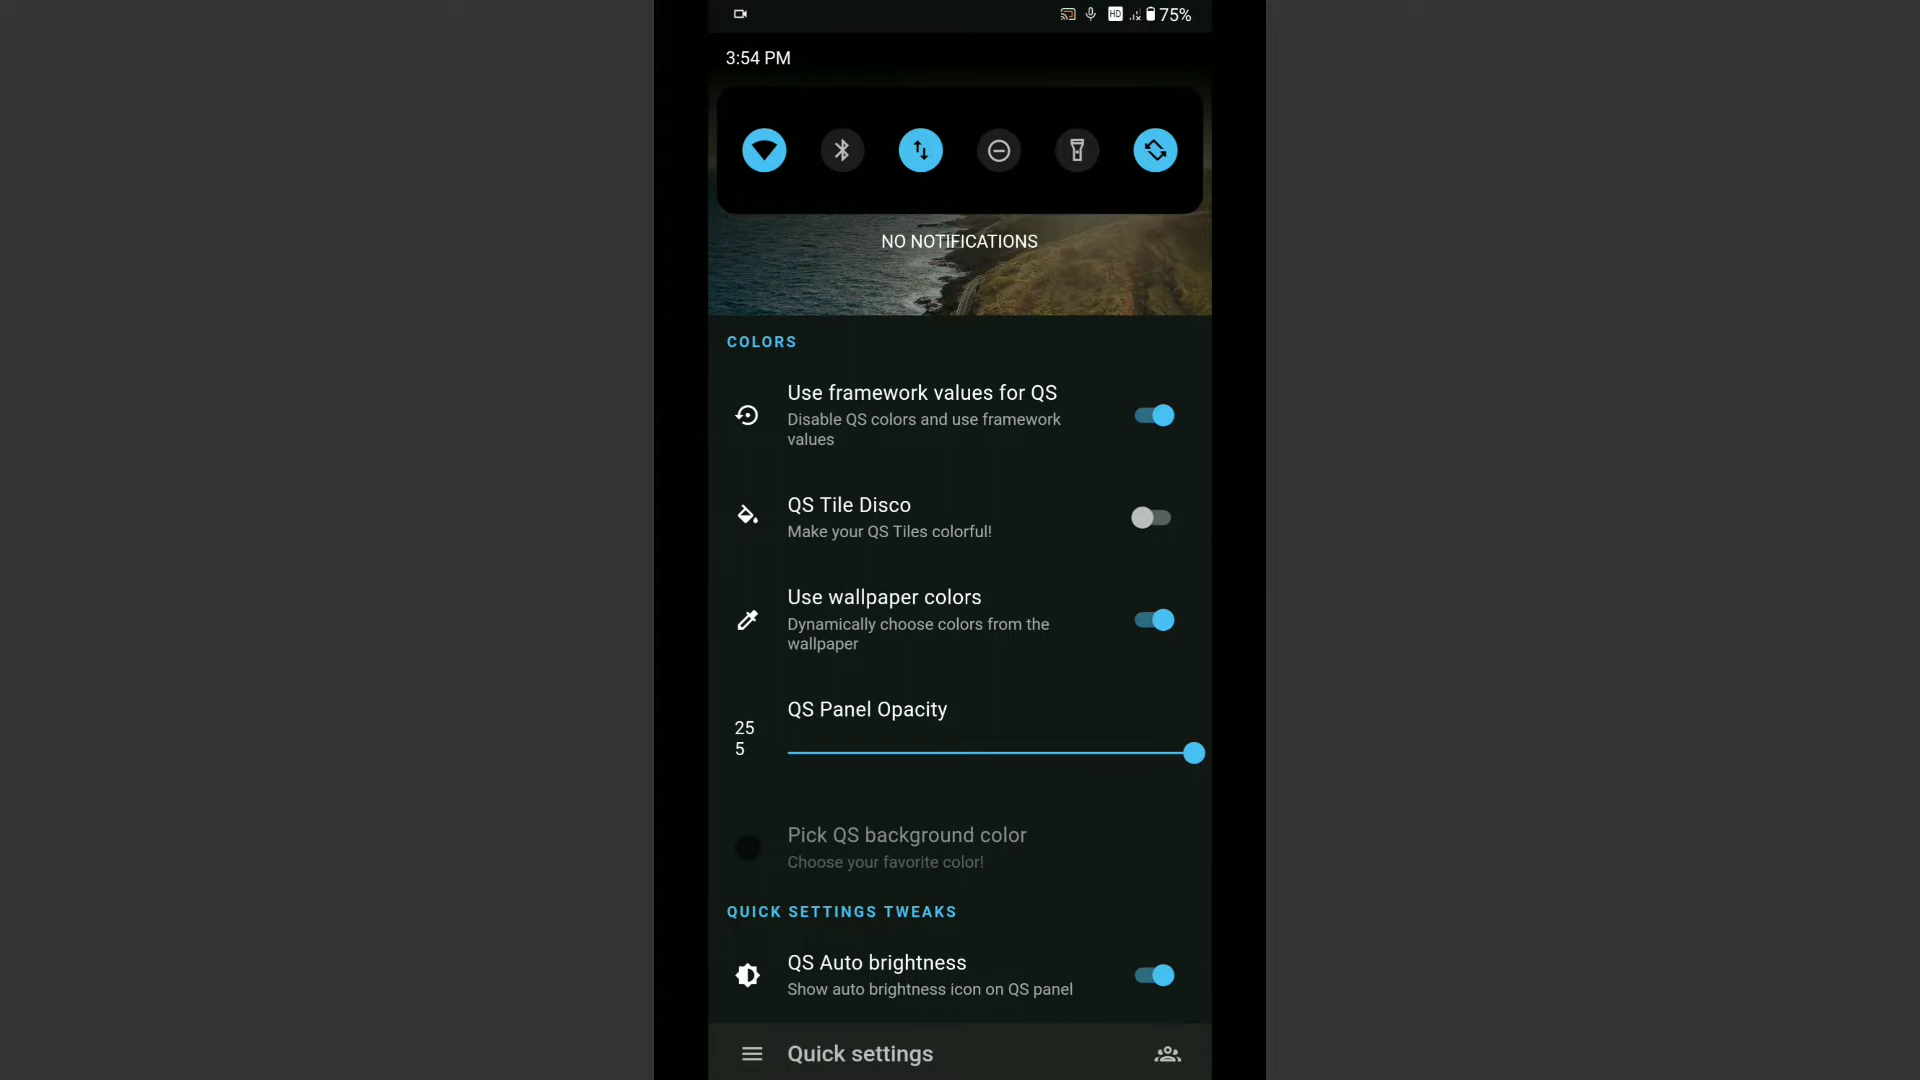 HD 75%
3:54 PM
NO NOTIFICATIONS
COLORS
Use framework values for QS
Disable QS colors and use framework
values
QS Tile Disco
Make your QS Tiles colorful!
Use wallpaper colors
Dynamically choose colors from the
wallpaper
QS Panel Opacity
25
5
Pick QS background color
Choose your favorite color!
QUICK SETTINGS TWEAKS
QS Auto brightness
Show auto brightness icon on QS panel
Quick settings